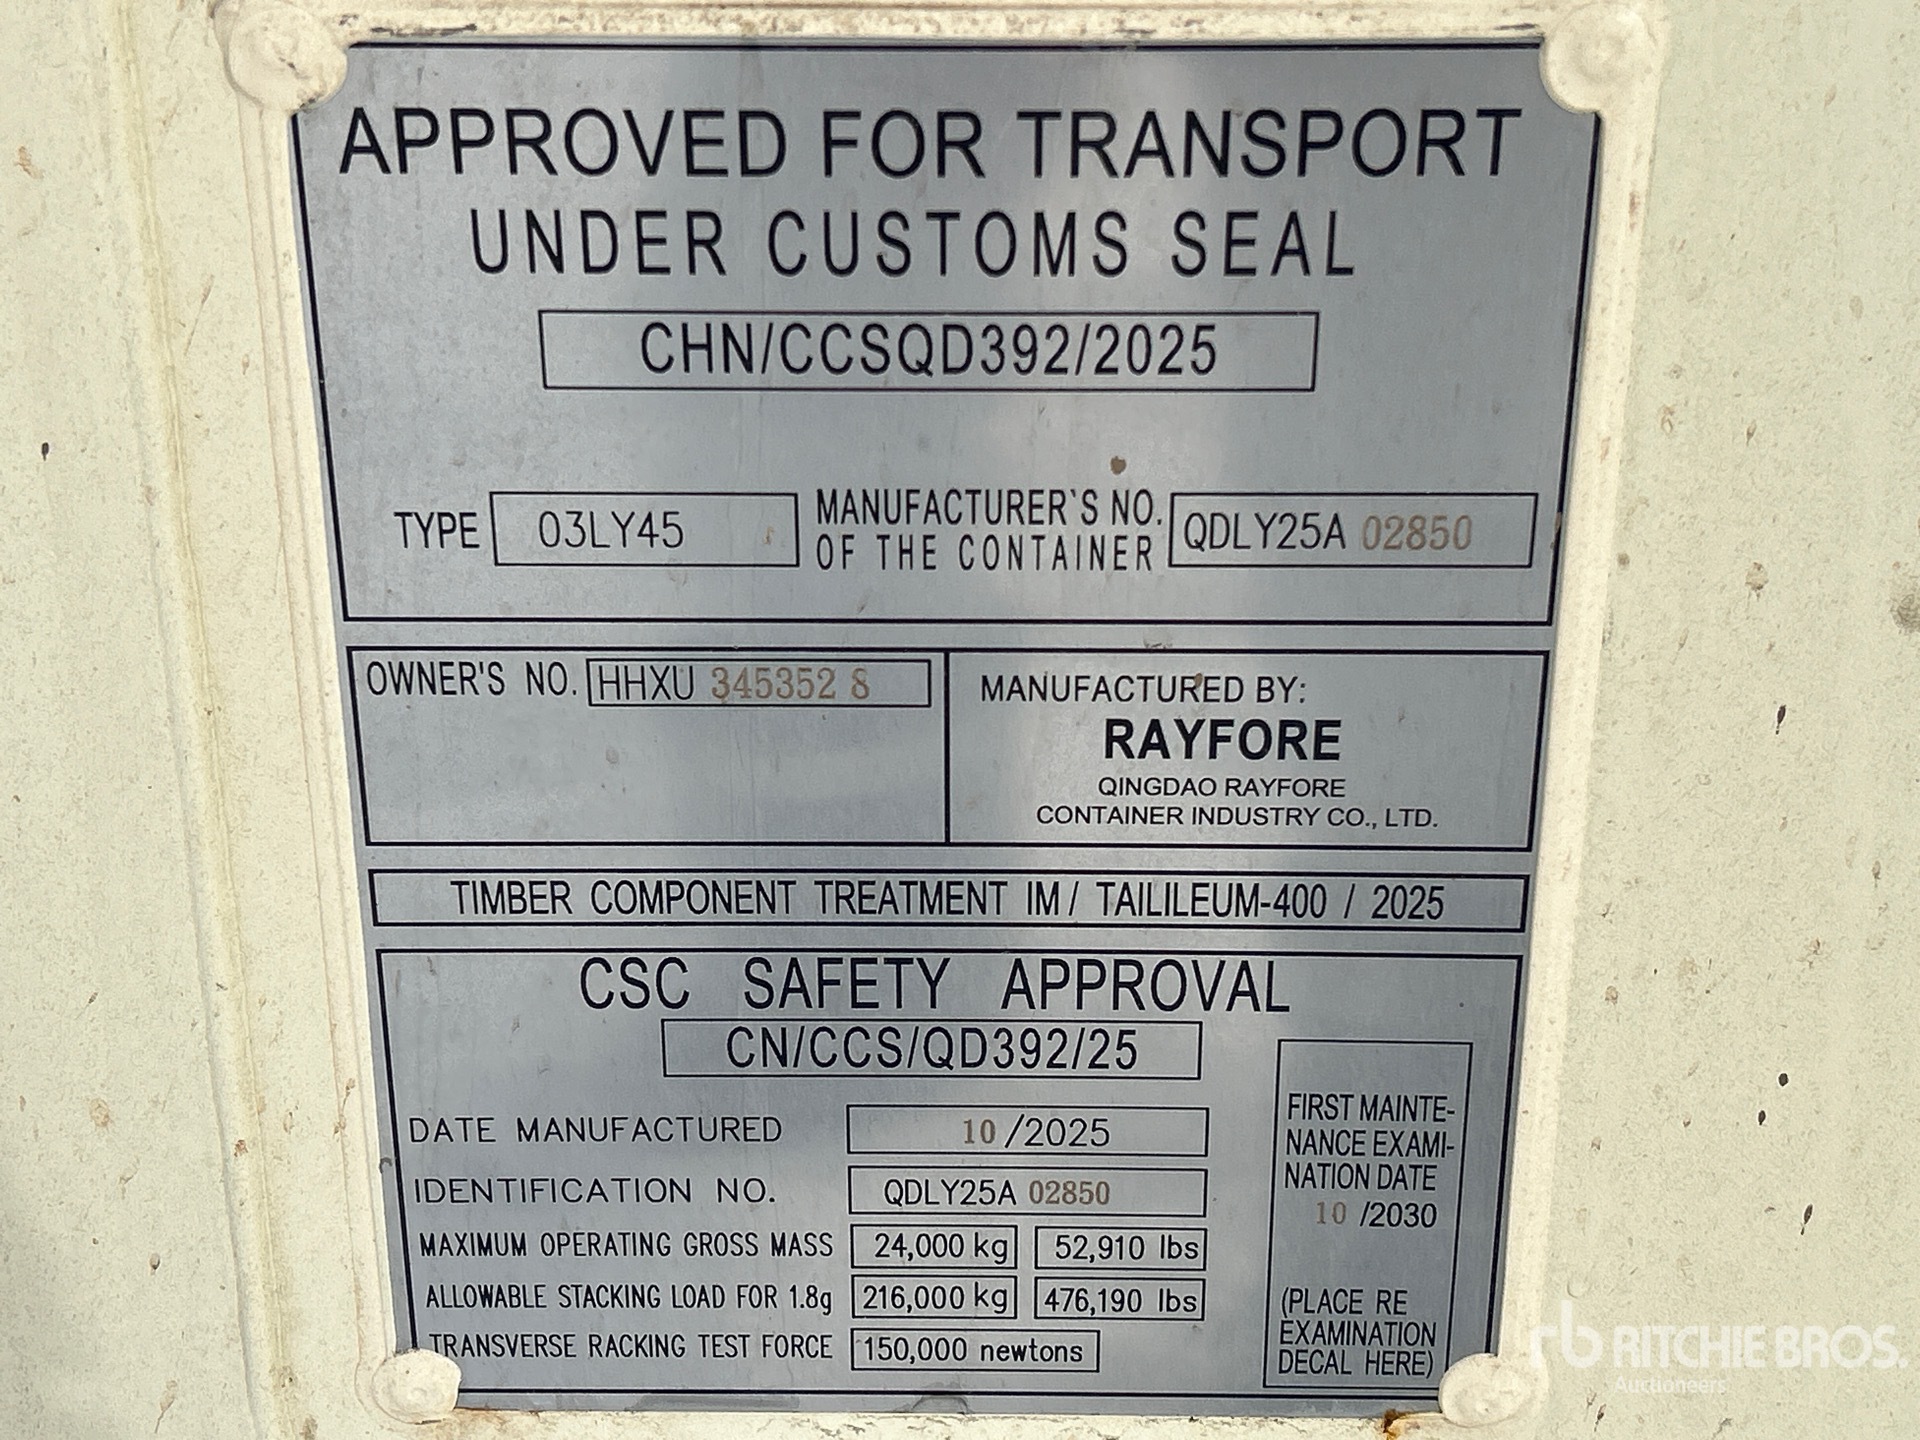 APPROVED FOR TRANSPORT
UNDER CUSTOMS SEAL
CHN/CCSQD392/2025
TYPE 03LY45 MANUFACTURER'S NO. OF THE CONTAINER QDLY25A 02850
OWNER'S NO. HHXU 345352 8
MANUFACTURED BY:
RAYFORE
QINGDAO RAYFORE
CONTAINER INDUSTRY CO., LTD.
TIMBER COMPONENT TREATMENT IM / TAILILEUM-400 / 2025
CSC SAFETY APPROVAL
CN/CCS/QD392/25
DATE MANUFACTURED 10 /2025
IDENTIFICATION NO. QDLY25A 02850
MAXIMUM OPERATING GROSS MASS 24,000 kg 52,910 lbs
ALLOWABLE STACKING LOAD FOR 1.8g 216,000 kg 476,190 lbs
TRANSVERSE RACKING TEST FORCE 150,000 newtons
FIRST MAINTE-
NANCE EXAMI-
NATION DATE
10 /2030
(PLACE RE
EXAMINATION
DECAL HERE)
rb RITCHIE BROS.
Auctioneers